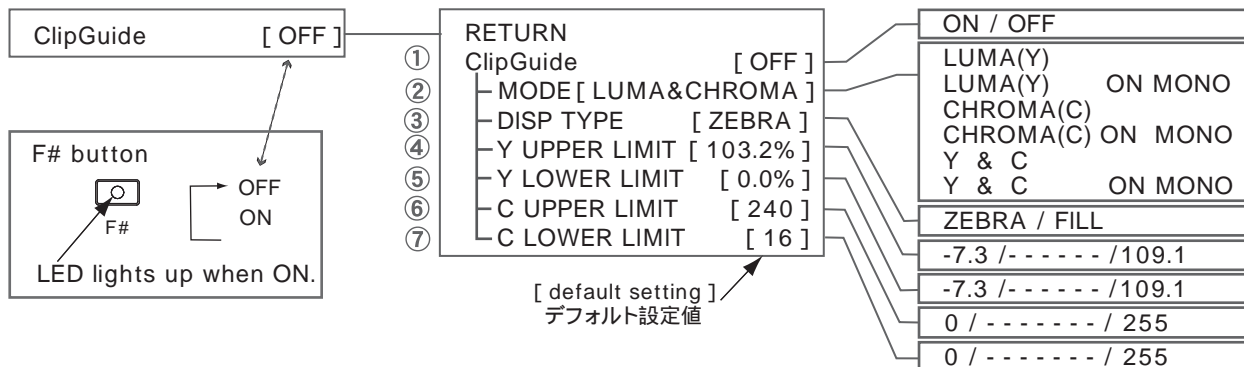 ClipGuide [ OFF ]
F# button
F#
OFF
ON
LED lights up when ON.
RETURN
① ClipGuide [ OFF ]
② MODE[ LUMA&CHROMA ]
③ DISP TYPE [ ZEBRA ]
④ Y UPPER LIMIT [ 103.2% ]
⑤ Y LOWER LIMIT [ 0.0% ]
⑥ C UPPER LIMIT [ 240 ]
⑦ C LOWER LIMIT [ 16 ]
[ default setting ]
デフォルト設定値
ON / OFF
LUMA(Y)
LUMA(Y) ON MONO
CHROMA(C)
CHROMA(C) ON MONO
Y & C
Y & C ON MONO
ZEBRA / FILL
-7.3 /- - - - - - /109.1
-7.3 /- - - - - - /109.1
0 / - - - - - - - / 255
0 / - - - - - - - / 255